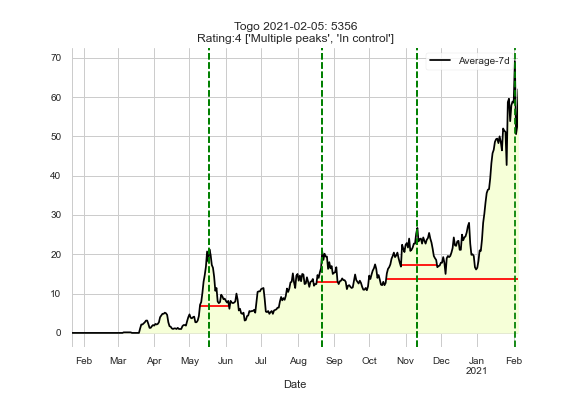 Togo 2021-02-05: 5356
Rating:4 ['Multiple peaks', 'In control']
Average-7d
70
60
50
40
30
20
10
0
Feb Mar Apr May Jun Jul Aug Sep Oct Nov Dec Jan Feb
2021
Date